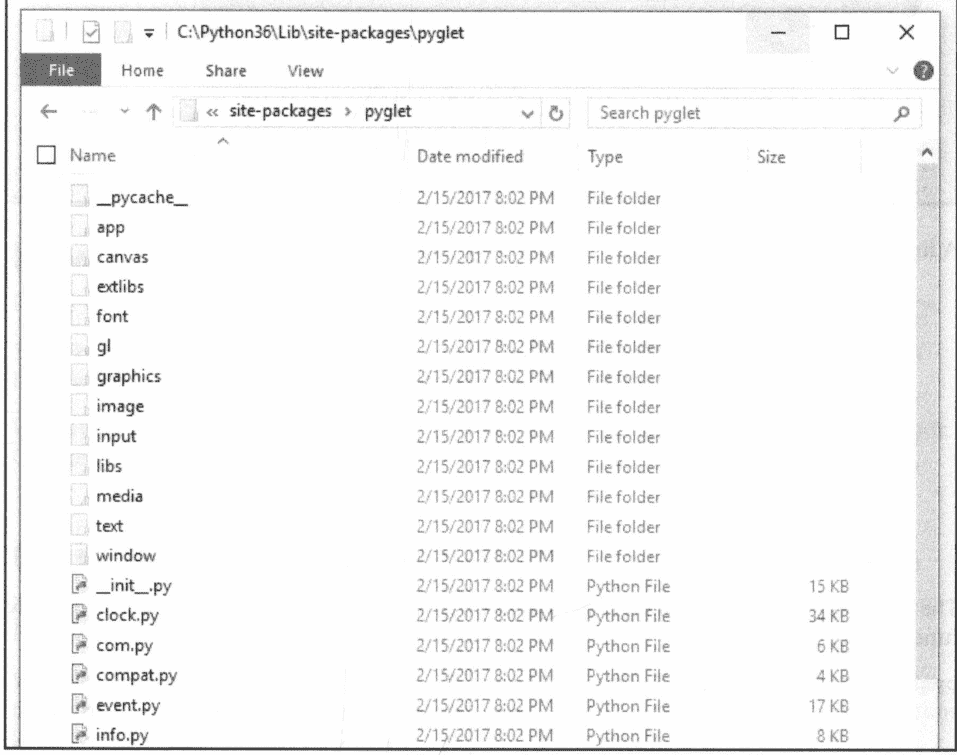 C:\Python36\Lib\site-packages\pyglet
File Home Share View
« site-packages > pyglet Search pyglet
Name Date modified Type Size
__pycache__ 2/15/2017 8:02 PM File folder
app 2/15/2017 8:02 PM File folder
canvas 2/15/2017 8:02 PM File folder
extlibs 2/15/2017 8:02 PM File folder
font 2/15/2017 8:02 PM File folder
gl 2/15/2017 8:02 PM File folder
graphics 2/15/2017 8:02 PM File folder
image 2/15/2017 8:02 PM File folder
input 2/15/2017 8:02 PM File folder
libs 2/15/2017 8:02 PM File folder
media 2/15/2017 8:02 PM File folder
text 2/15/2017 8:02 PM File folder
window 2/15/2017 8:02 PM File folder
__init__.py 2/15/2017 8:02 PM Python File 15 KB
clock.py 2/15/2017 8:02 PM Python File 34 KB
com.py 2/15/2017 8:02 PM Python File 6 KB
compat.py 2/15/2017 8:02 PM Python File 4 KB
event.py 2/15/2017 8:02 PM Python File 17 KB
info.py 2/15/2017 8:02 PM Python File 8 KB